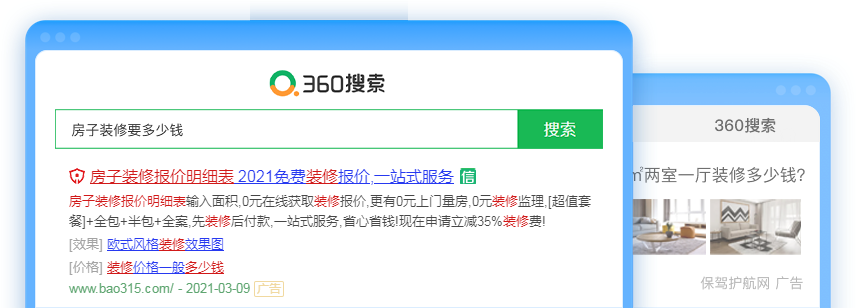 360搜索
房子装修要多少钱
搜索
房子装修报价明细表 2021免费装修报价,一站式服务 信
房子装修报价明细表输入面积,0元在线获取装修报价,更有0元上门量房,0元装修监理,[超值套
餐]+全包+半包+全案,先装修后付款,一站式服务,省心省钱!现在申请立减35%装修费!
[效果] 欧式风格装修效果图
[价格] 装修价格一般多少钱
www.bao315.com/ - 2021-03-09 广告
360搜索
㎡两室一厅装修多少钱?
保驾护航网 广告